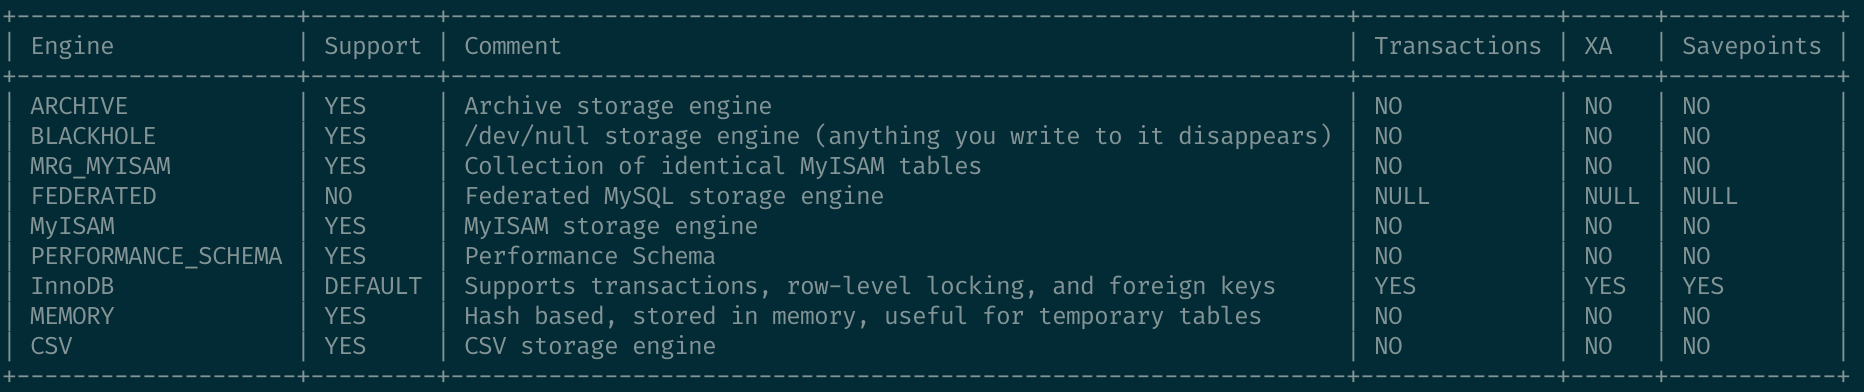 +--------------------+---------+----------------------------------------------------------------+--------------+------+------------+
| Engine             | Support | Comment                                                        | Transactions | XA   | Savepoints |
+--------------------+---------+----------------------------------------------------------------+--------------+------+------------+
| ARCHIVE            | YES     | Archive storage engine                                         | NO           | NO   | NO         |
| BLACKHOLE          | YES     | /dev/null storage engine (anything you write to it disappears) | NO           | NO   | NO         |
| MRG_MYISAM         | YES     | Collection of identical MyISAM tables                          | NO           | NO   | NO         |
| FEDERATED          | NO      | Federated MySQL storage engine                                 | NULL         | NULL | NULL       |
| MyISAM             | YES     | MyISAM storage engine                                          | NO           | NO   | NO         |
| PERFORMANCE_SCHEMA | YES     | Performance Schema                                             | NO           | NO   | NO         |
| InnoDB             | DEFAULT | Supports transactions, row-level locking, and foreign keys     | YES          | YES  | YES        |
| MEMORY             | YES     | Hash based, stored in memory, useful for temporary tables      | NO           | NO   | NO         |
| CSV                | YES     | CSV storage engine                                             | NO           | NO   | NO         |
+--------------------+---------+----------------------------------------------------------------+--------------+------+------------+